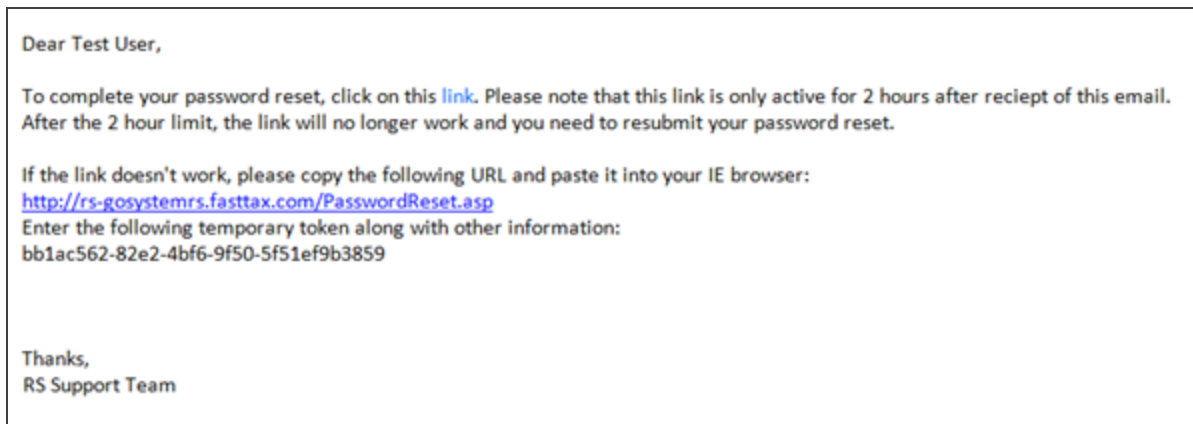 Dear Test User,
To complete your password reset, click on this link. Please note that this link is only active for 2 hours after reciept of this email.
After the 2 hour limit, the link will no longer work and you need to resubmit your password reset.
If the link doesn't work, please copy the following URL and paste it into your IE browser:
http://rs-gosystemrs.fasttax.com/PasswordReset.asp
Enter the following temporary token along with other information:
bb1ac562-82e2-4bf6-9f50-5f51ef9b3859
Thanks,
RS Support Team